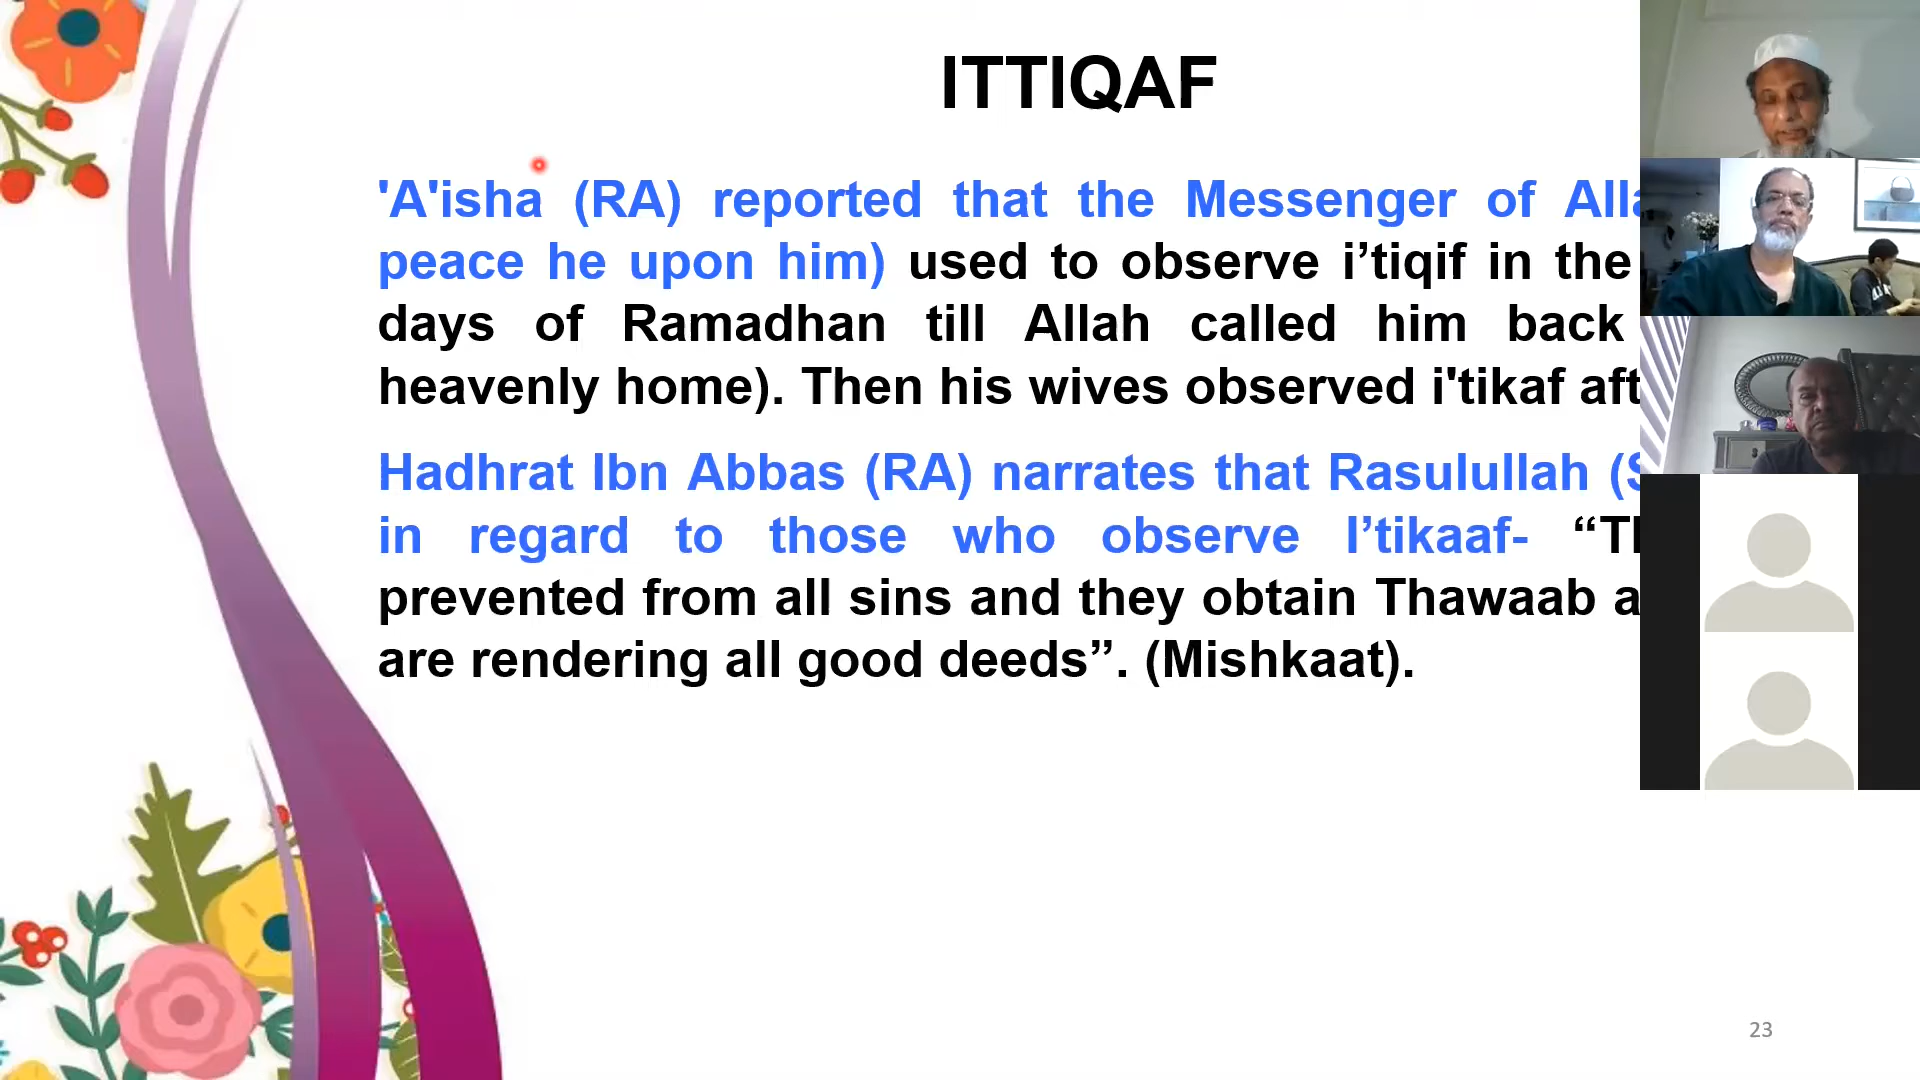 ITTIQAF
'A'isha (RA) reported that the Messenger of
peace he upon him) used to observe i’tiqif in the
days of Ramadhan till Allah called him back
heavenly home). Then his wives observed i'tikaf
Hadhrat Ibn Abbas (RA) narrates that Rasulullah
in regard to those who observe I’tikaaf-
prevented from all sins and they obtain Thawaab
are rendering all good deeds”. (Mishkaat).
23